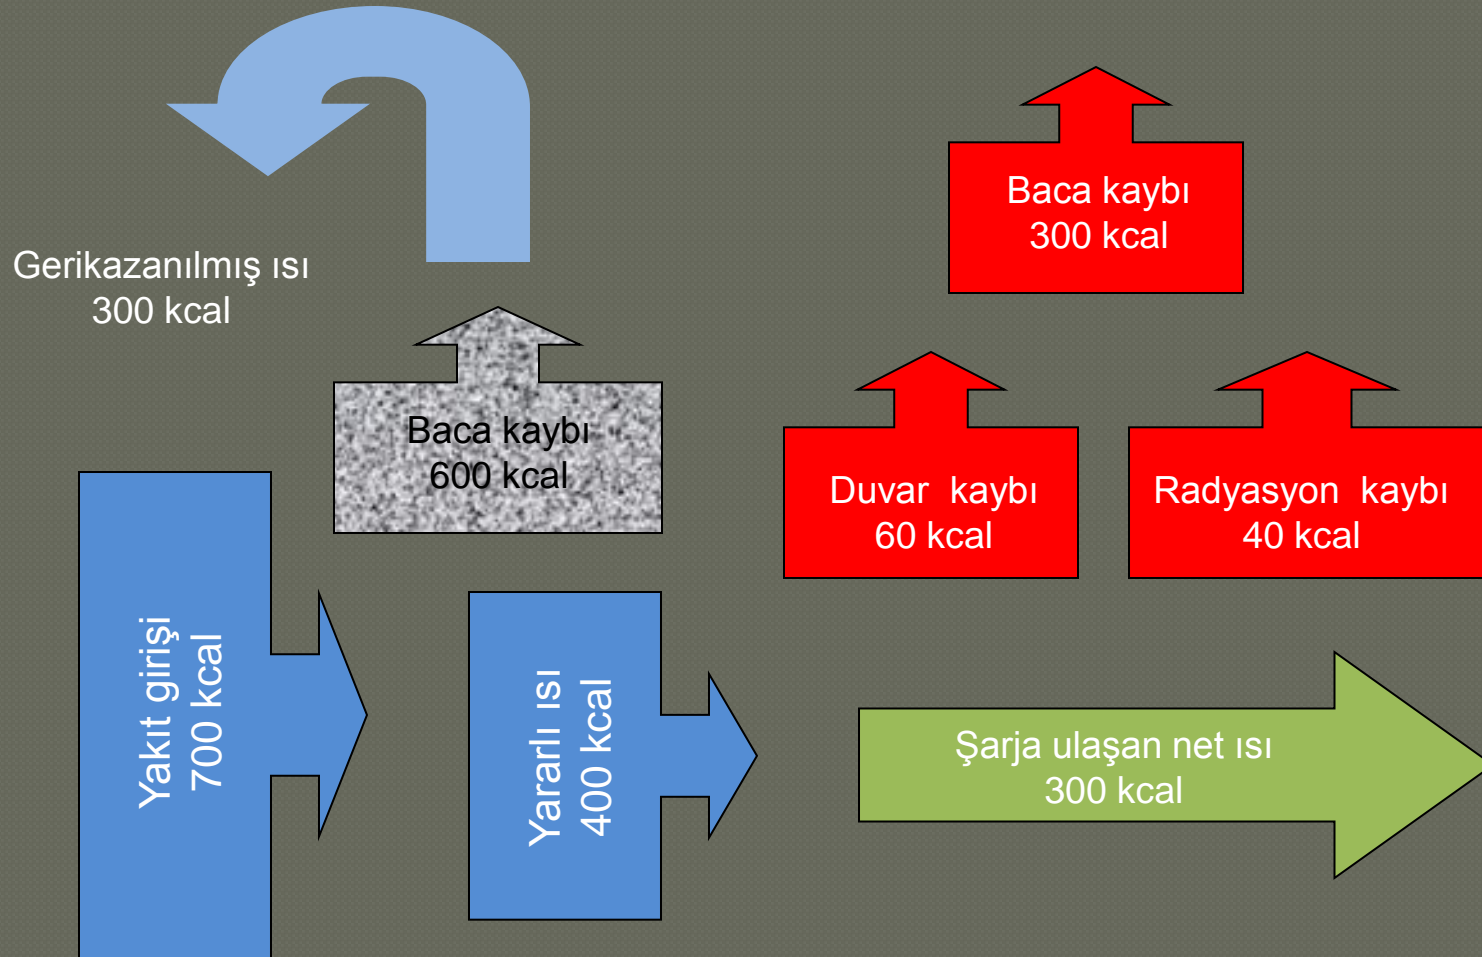 Baca kaybı
300 kcal
Gerikazanılmış ısı
300 kcal
Baca kaybı
600 kcal
Duvar  kaybı
60 kcal
Radyasyon  kaybı
40 kcal
Yakıt girişi
700 kcal
Yararlı ısı
400 kcal
Şarja ulaşan net ısı
300 kcal